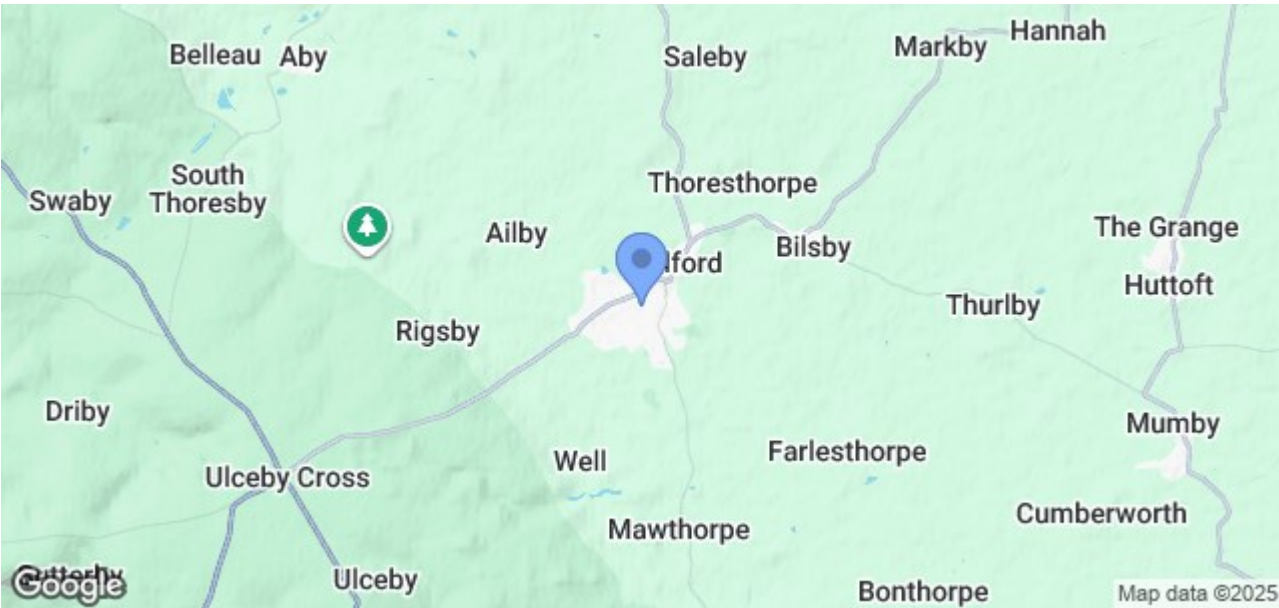 Belleau
Aby
Saleby
Markby
Hannah
South
Thoresby
Swaby
Thoresthorpe
Ailby
lford
Bilsby
The Grange
Huttoft
Thurlby
Rigsby
Driby
Mumby
Well
Farlesthorpe
Ulceby Cross
Mawthorpe
Cumberworth
Ulceby
Bonthorpe
Google
Map data ©2025